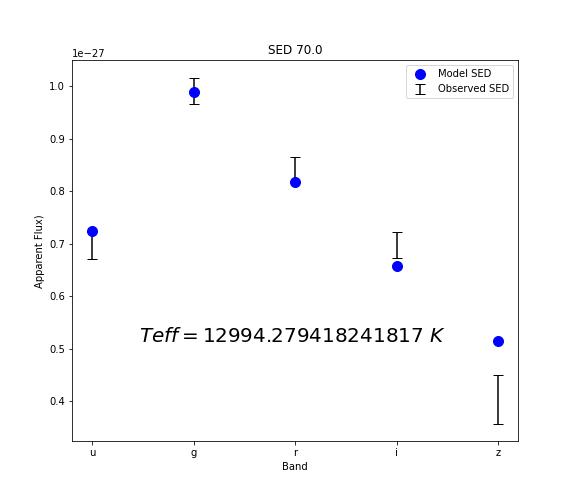 SED 70.0
1e−27
Model SED
Observed SED
1.0
0.9
0.8
0.7
0.6
0.5
0.4
Apparent Flux)
Teff = 12994.279418241817 K
u g r i z
Band